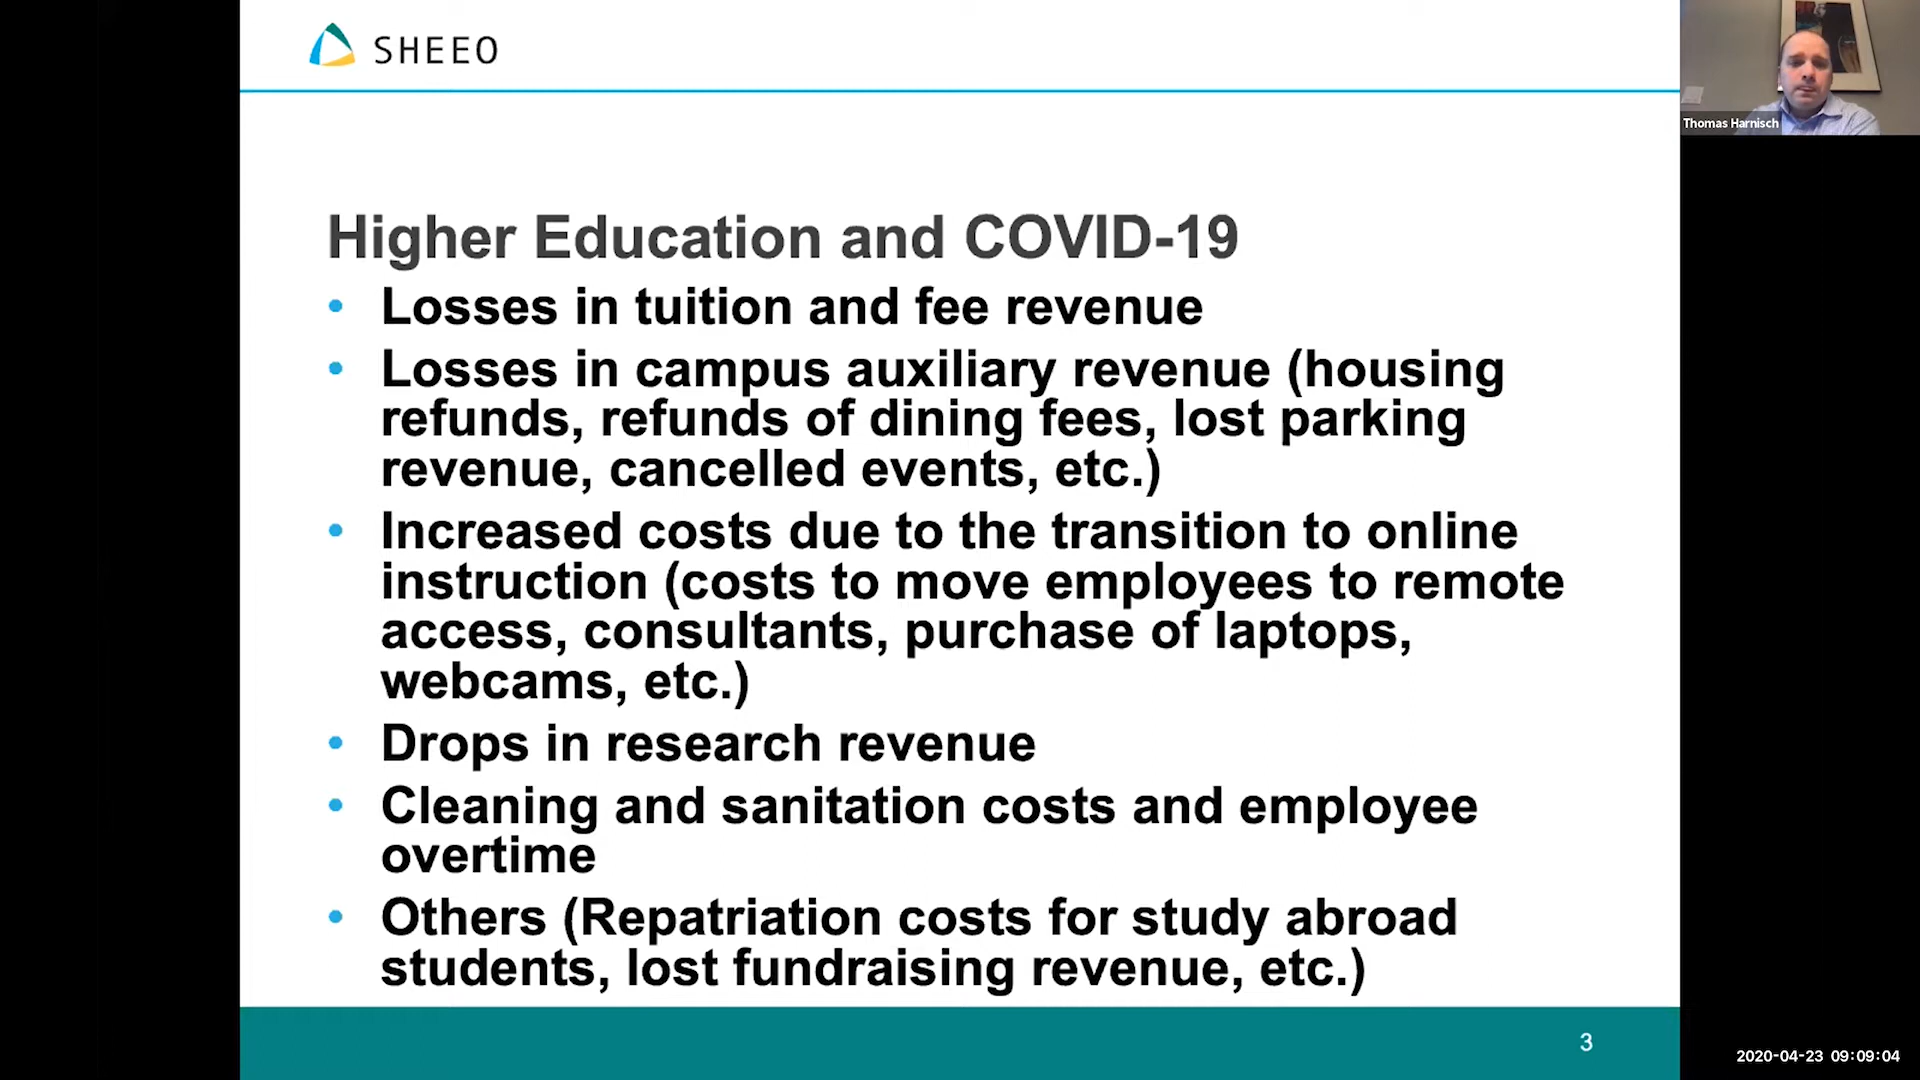 SHEEO
Thomas Harnisch
Higher Education and COVID-19
• Losses in tuition and fee revenue
• Losses in campus auxiliary revenue (housing
refunds, refunds of dining fees, lost parking
revenue, cancelled events, etc.)
• Increased costs due to the transition to online
instruction (costs to move employees to remote
access, consultants, purchase of laptops,
webcams, etc.)
• Drops in research revenue
• Cleaning and sanitation costs and employee
overtime
• Others (Repatriation costs for study abroad
students, lost fundraising revenue, etc.)
3
2020-04-23 09:09:04